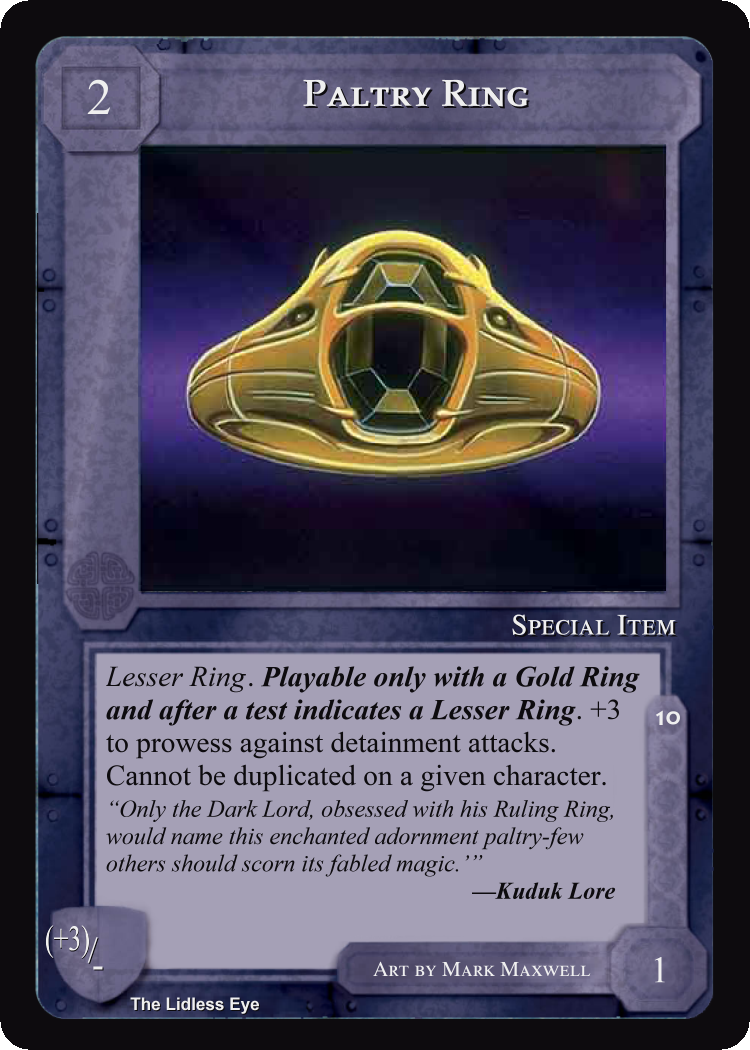 2
Paltry Ring
Special Item
Lesser Ring. Playable only with a Gold Ring
and after a test indicates a Lesser Ring. +3
to prowess against detainment attacks.
Cannot be duplicated on a given character.
“Only the Dark Lord, obsessed with his Ruling Ring,
would name this enchanted adornment paltry-few
others should scorn its fabled magic.’”
—Kuduk Lore
10
(+3)/-
Art by Mark Maxwell
1
The Lidless Eye